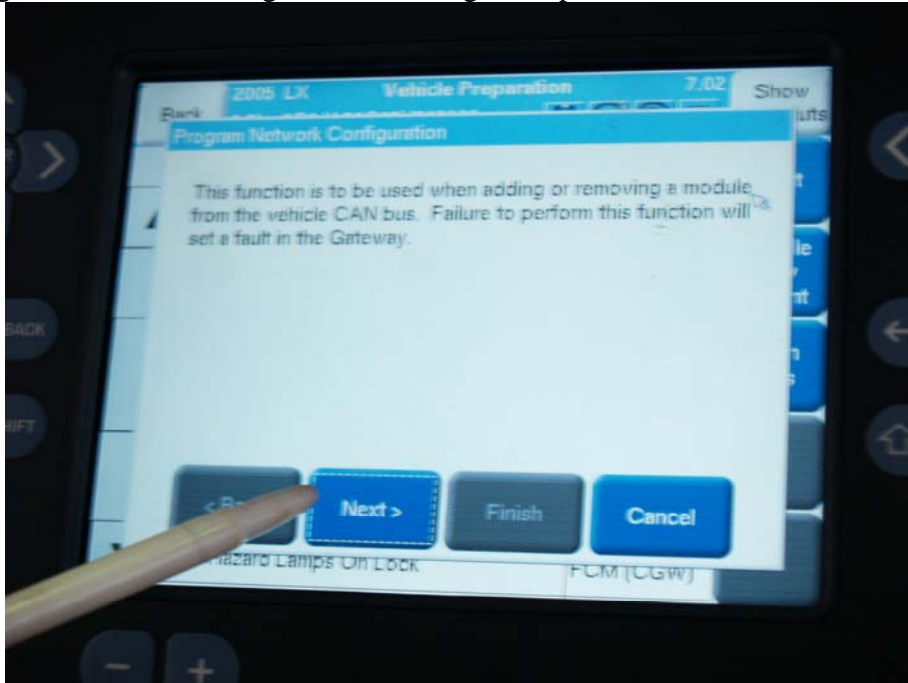 2005 LX Vehicle Preparation 7.02
Show
Back
Program Network Configuration
This function is to be used when adding or removing a module
from the vehicle CAN bus. Failure to perform this function will
set a fault in the Gateway.
BACK
Next >
Finish
Cancel
Lamps On Lock
FCM (CGW)
- +